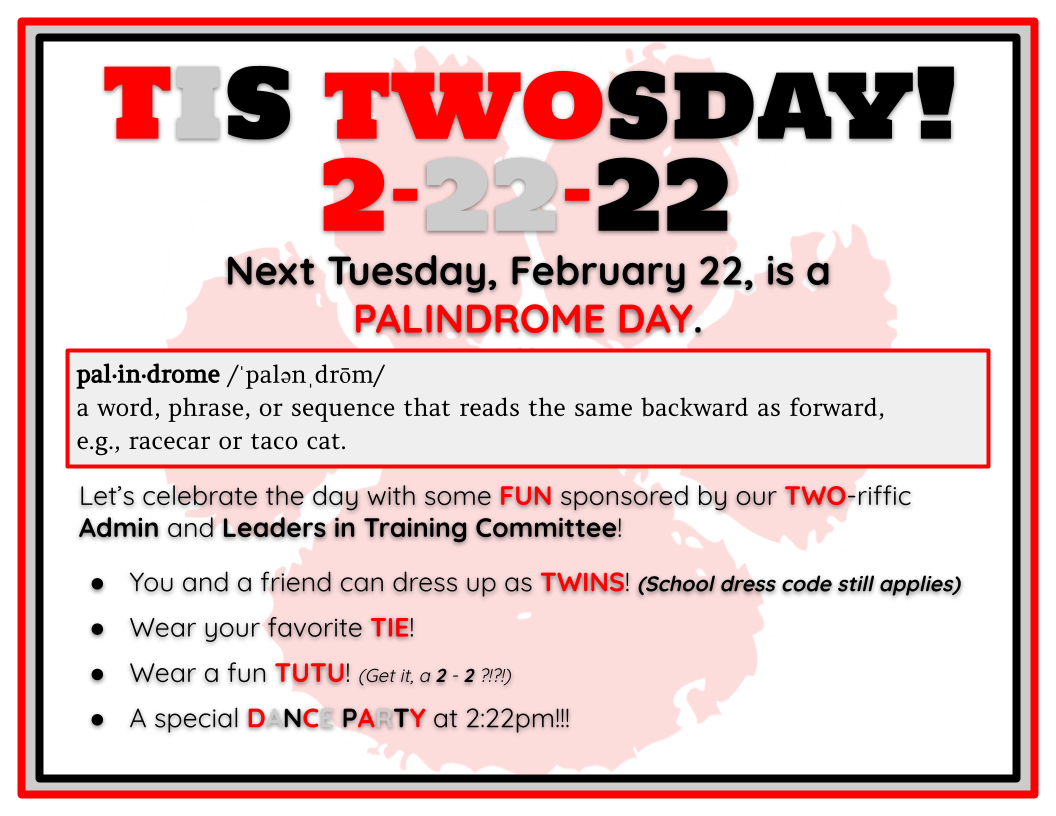 TIS TWOSDAY!
2-22-22
Next Tuesday, February 22, is a
PALINDROME DAY.
pal·in·drome /ˈpalənˌdrōm/
a word, phrase, or sequence that reads the same backward as forward,
e.g., racecar or taco cat.
Let’s celebrate the day with some FUN sponsored by our TWO-riffic
Admin and Leaders in Training Committee!
● You and a friend can dress up as TWINS! (School dress code still applies)
● Wear your favorite TIE!
● Wear a fun TUTU! (Get it, a 2 - 2 ?!?!)
● A special DANCE PARTY at 2:22pm!!!